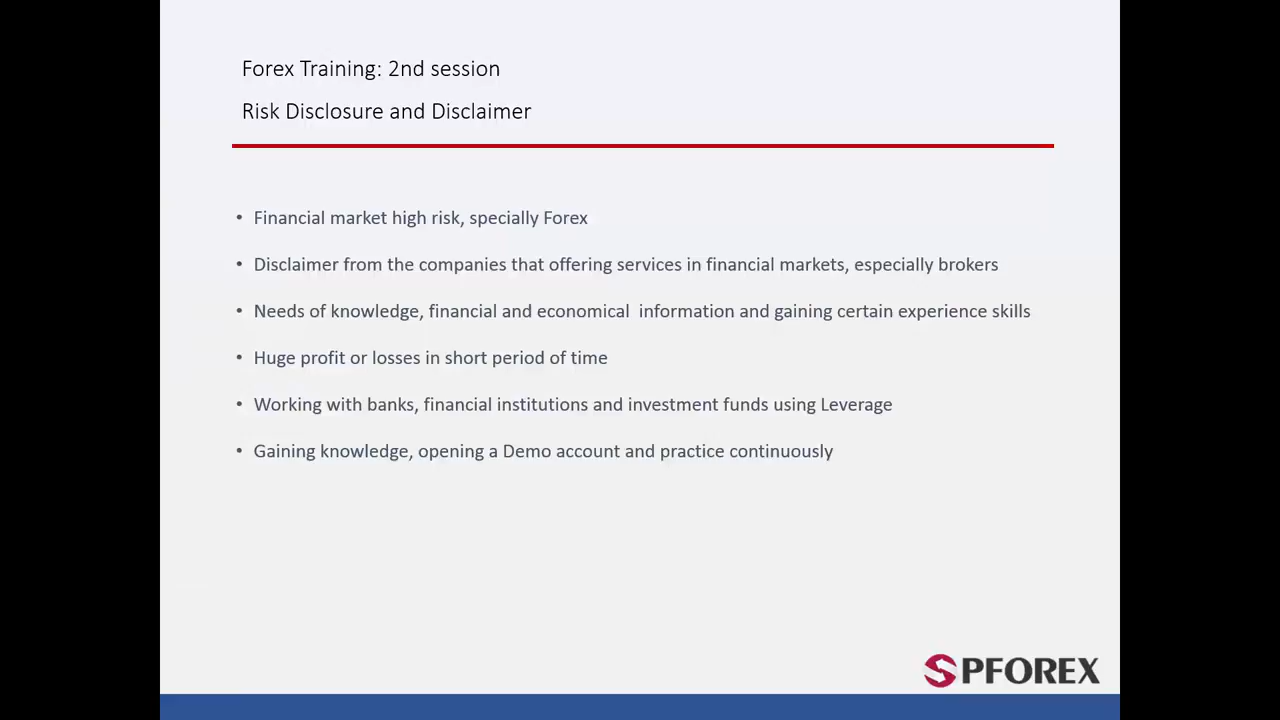 Forex Training: 2nd session
Risk Disclosure and Disclaimer
• Financial market high risk, specially Forex
• Disclaimer from the companies that offering services in financial markets, especially brokers
• Needs of knowledge, financial and economical  information and gaining certain experience skills
• Huge profit or losses in short period of time
• Working with banks, financial institutions and investment funds using Leverage
• Gaining knowledge, opening a Demo account and practice continuously
SPFOREX